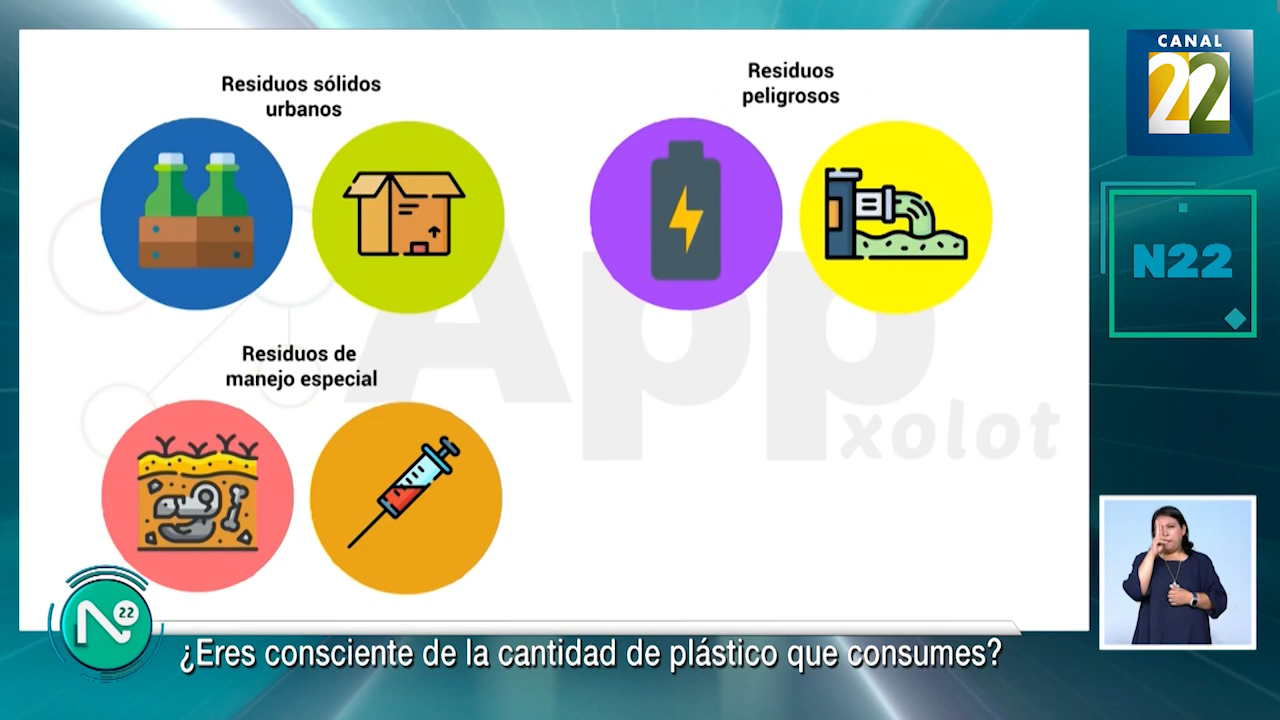 CANAL
22
Residuos sólidos
urbanos
Residuos
peligrosos
N22
Residuos de
manejo especial
App
xolot
N 22
¿Eres consciente de la cantidad de plástico que consumes?